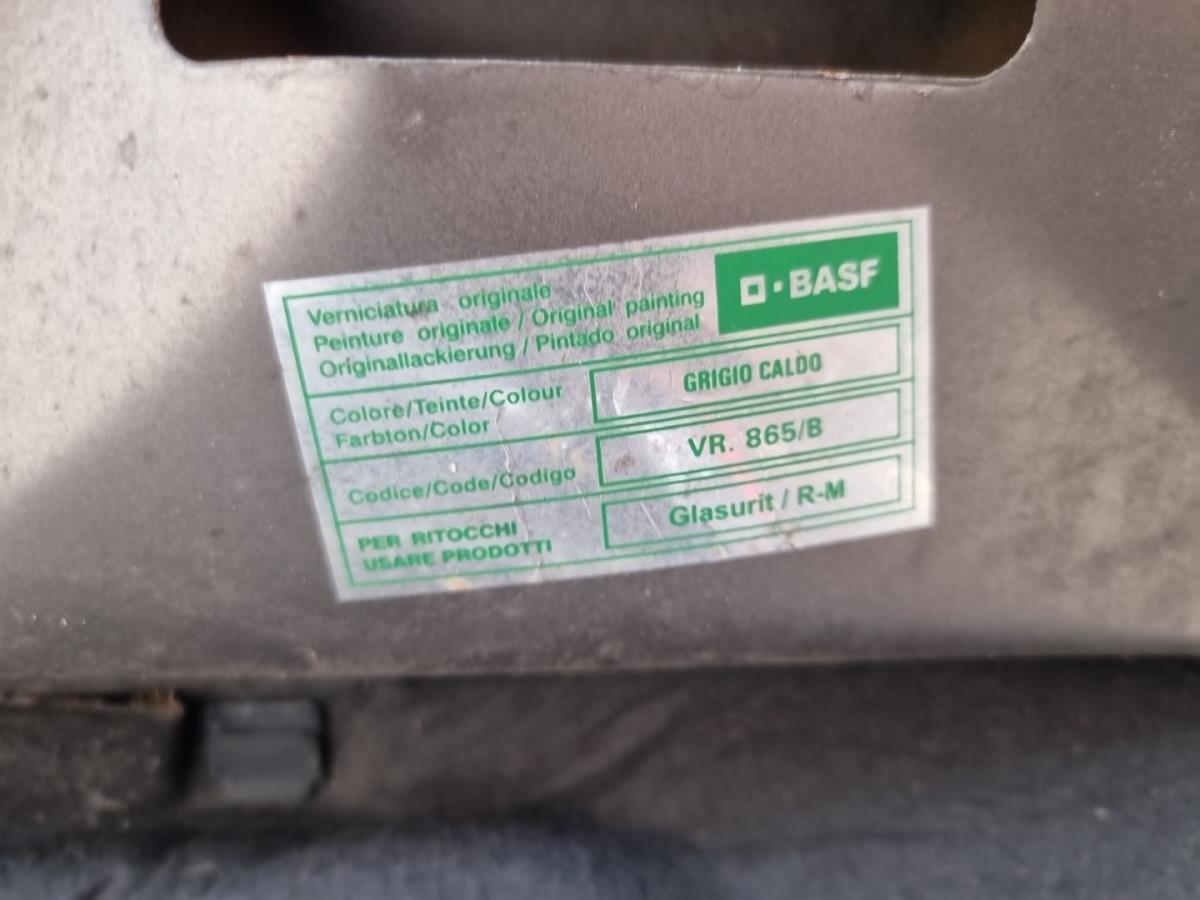 Verniciatura originale
Peinture originale / Original painting
Originallackierung / Pintado original
BASF
Colore/Teinte/Colour
Farbton/Color
GRIGIO CALDO
Codice/Code/Codigo
VR. 865/B
PER RITOCCHI
USARE PRODOTTI
Glasurit / R-M